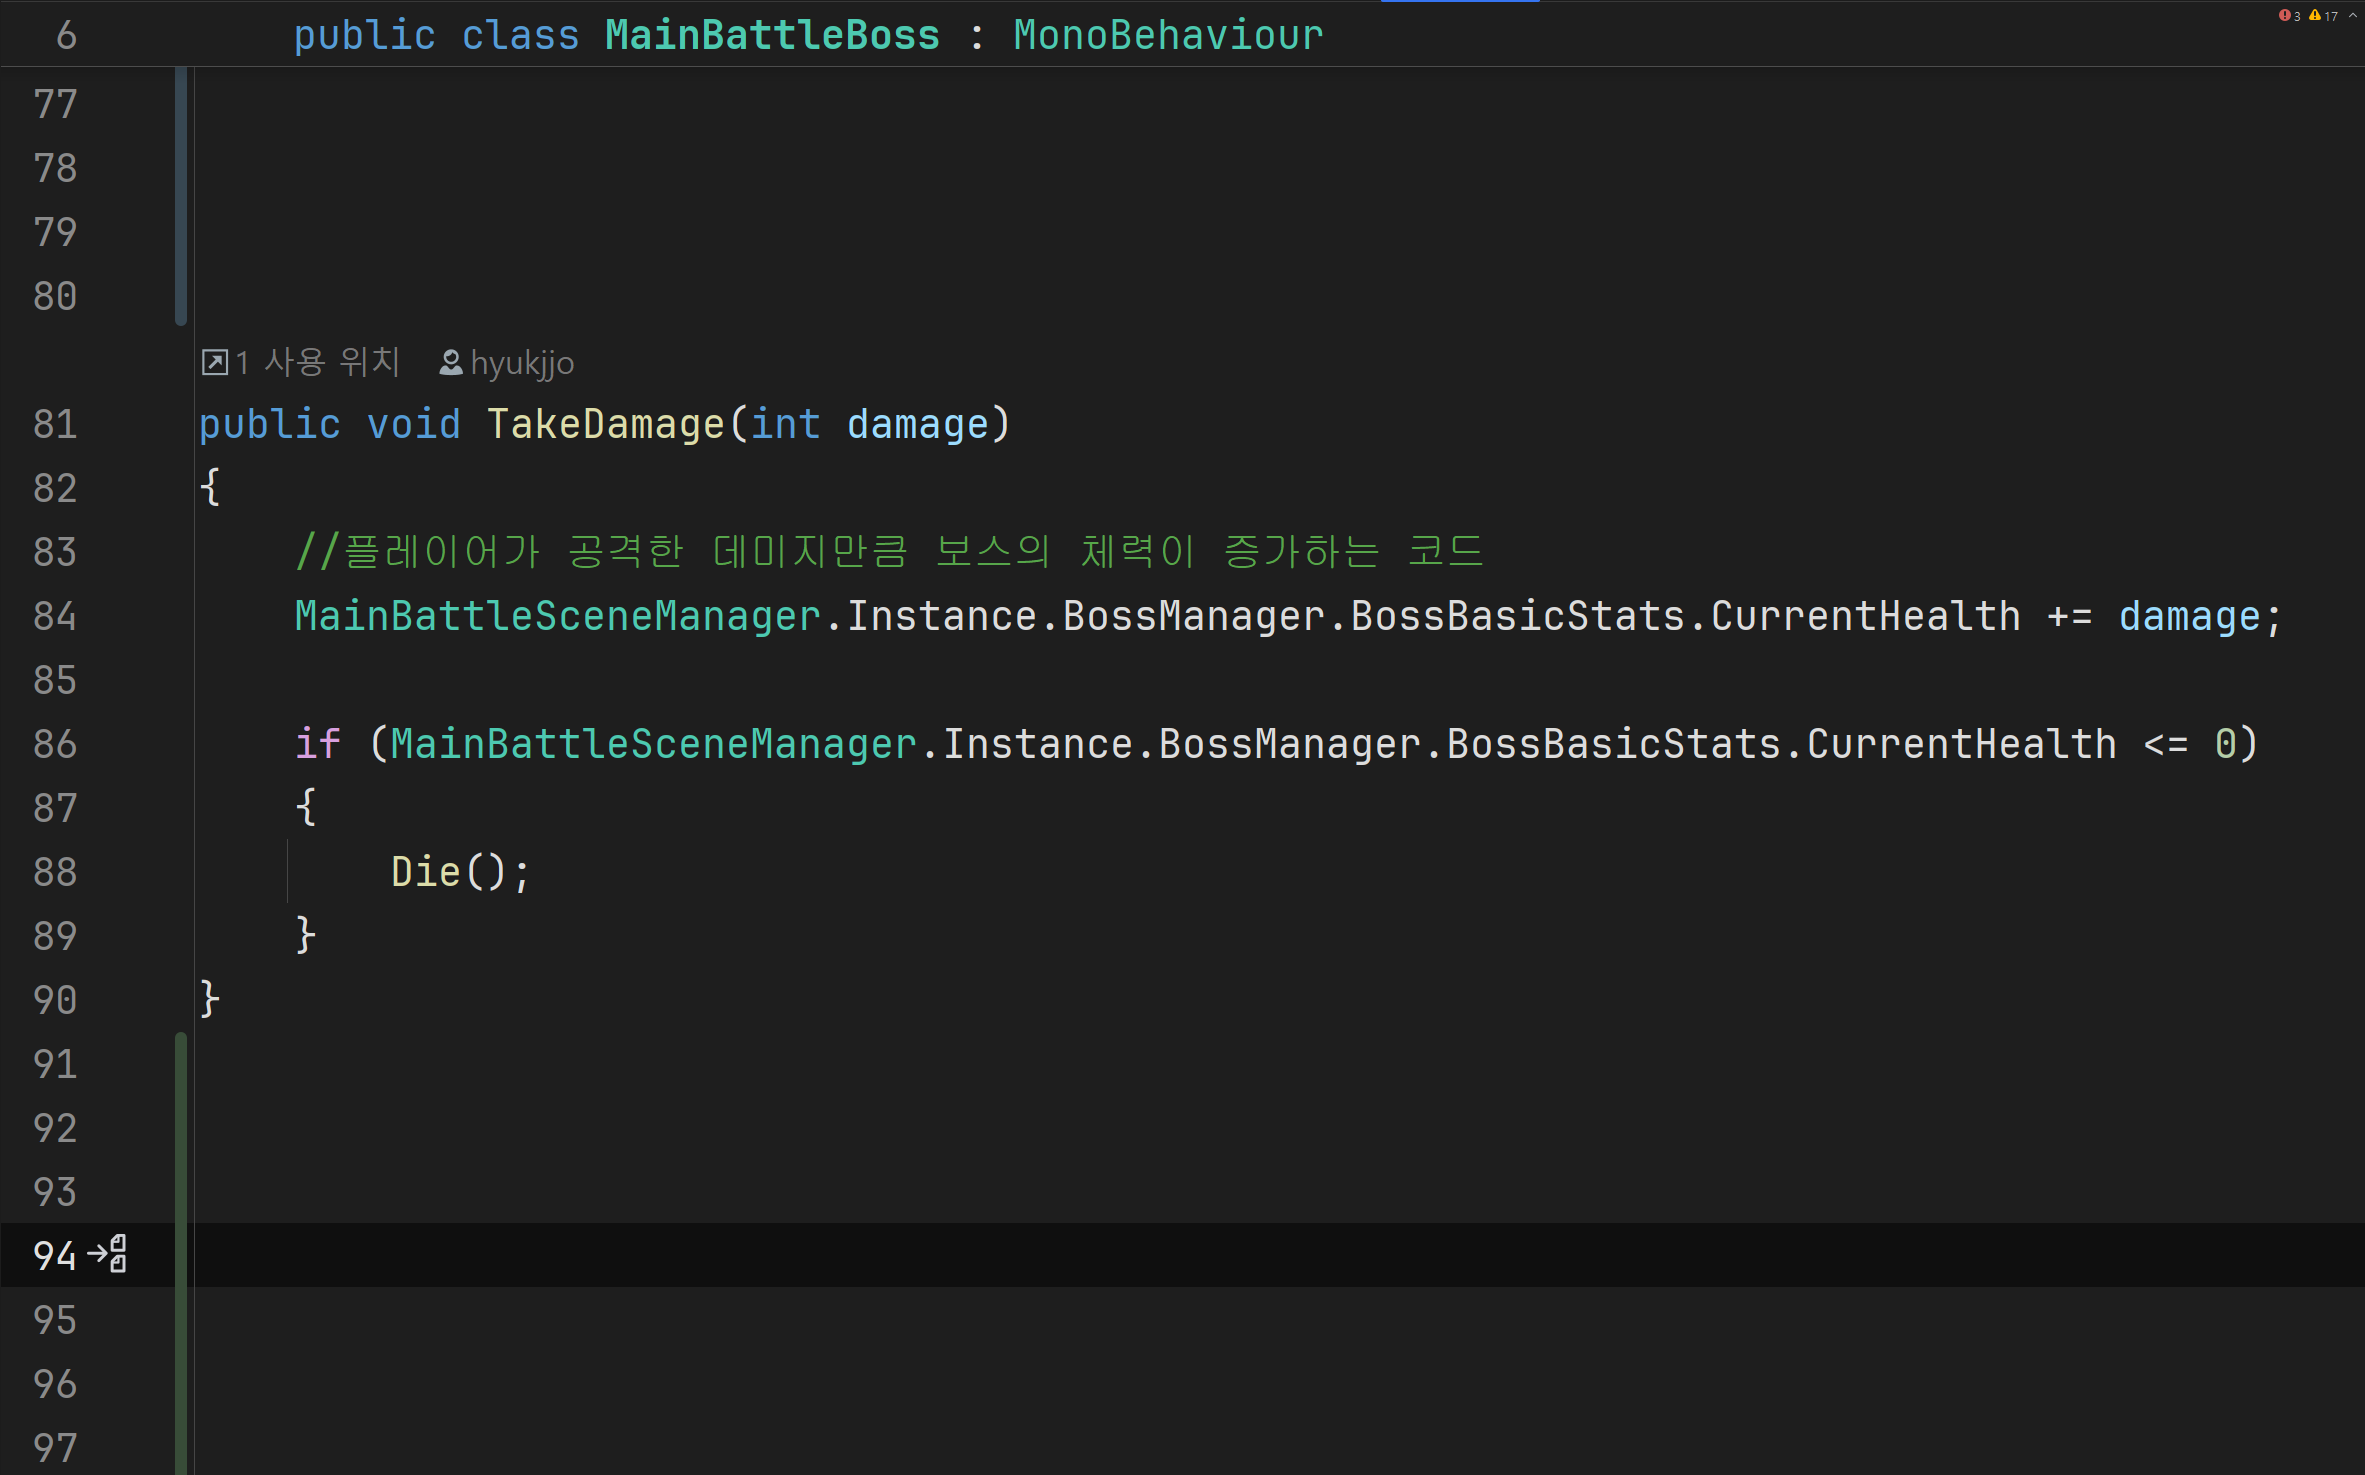 6 public class MainBattleBoss : MonoBehaviour
3 17
77
78
79
80
1 사용 위치 hyukjjo
81 public void TakeDamage(int damage)
82 {
83 //플레이어가 공격한 데미지만큼 보스의 체력이 증가하는 코드
84 MainBattleSceneManager.Instance.BossManager.BossBasicStats.CurrentHealth += damage;
85
86 if (MainBattleSceneManager.Instance.BossManager.BossBasicStats.CurrentHealth <= 0)
87 {
88 Die();
89 }
90 }
91
92
93
94
95
96
97